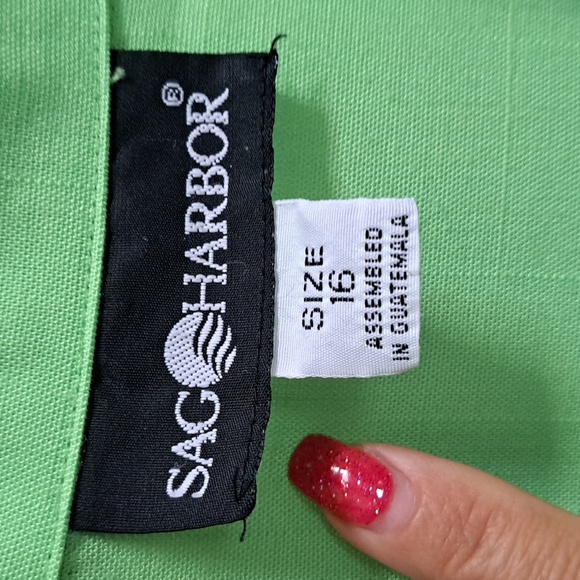 SAG HARBOR®
SIZE
16
ASSEMBLED
IN GUATEMALA